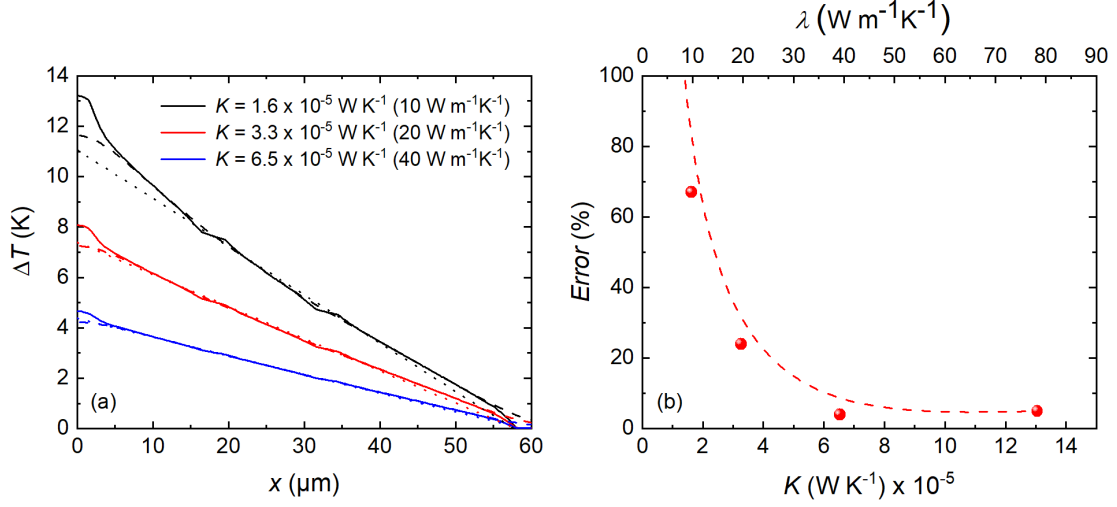 K = 1.6 x 10⁻⁵ W K⁻¹ (10 W m⁻¹K⁻¹)
K = 3.3 x 10⁻⁵ W K⁻¹ (20 W m⁻¹K⁻¹)
K = 6.5 x 10⁻⁵ W K⁻¹ (40 W m⁻¹K⁻¹)
14
13
12
11
10
8
6
4
2
0
ΔT (K)
(a)
0 10 20 30 40 50 60
x (µm)
λ (W m⁻¹K⁻¹)
0 10 20 30 40 50 60 70 80 90
100
80
60
40
20
0
Error (%)
(b)
0 2 4 6 8 10 12 14
K (W K⁻¹) x 10⁻⁵